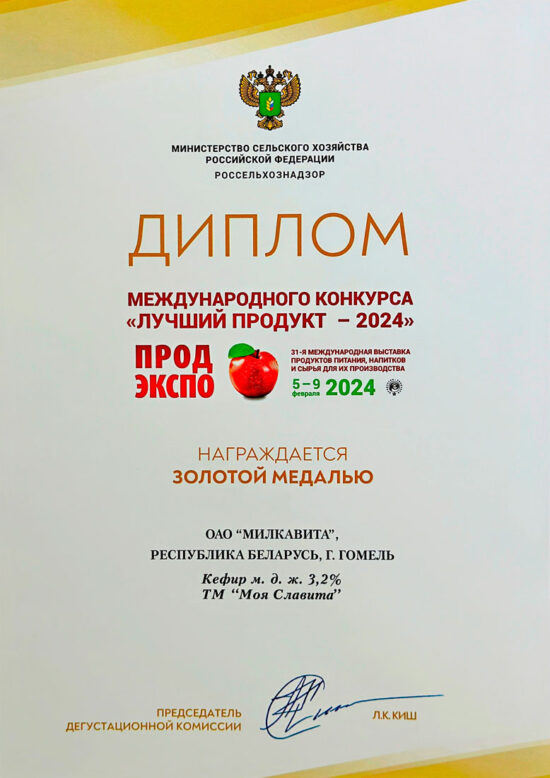 МИНИСТЕРСТВО СЕЛЬСКОГО ХОЗЯЙСТВА
РОССИЙСКОЙ ФЕДЕРАЦИИ
РОССЕЛЬХОЗНАДЗОР
ДИПЛОМ
МЕЖДУНАРОДНОГО КОНКУРСА
«ЛУЧШИЙ ПРОДУКТ – 2024»
ПРОД
ЭКСПО
31-Я МЕЖДУНАРОДНАЯ ВЫСТАВКА
ПРОДУКТОВ ПИТАНИЯ, НАПИТКОВ
И СЫРЬЯ ДЛЯ ИХ ПРОИЗВОДСТВА
5–9
февраля
2024
НАГРАЖДАЕТСЯ
ЗОЛОТОЙ МЕДАЛЬЮ
ОАО “МИЛКАВИТА”,
РЕСПУБЛИКА БЕЛАРУСЬ, Г. ГОМЕЛЬ
Кефир м. д. ж. 3,2%
ТМ “Моя Славита”
ПРЕДСЕДАТЕЛЬ
ДЕГУСТАЦИОННОЙ КОМИССИИ
Л.К. КИШ